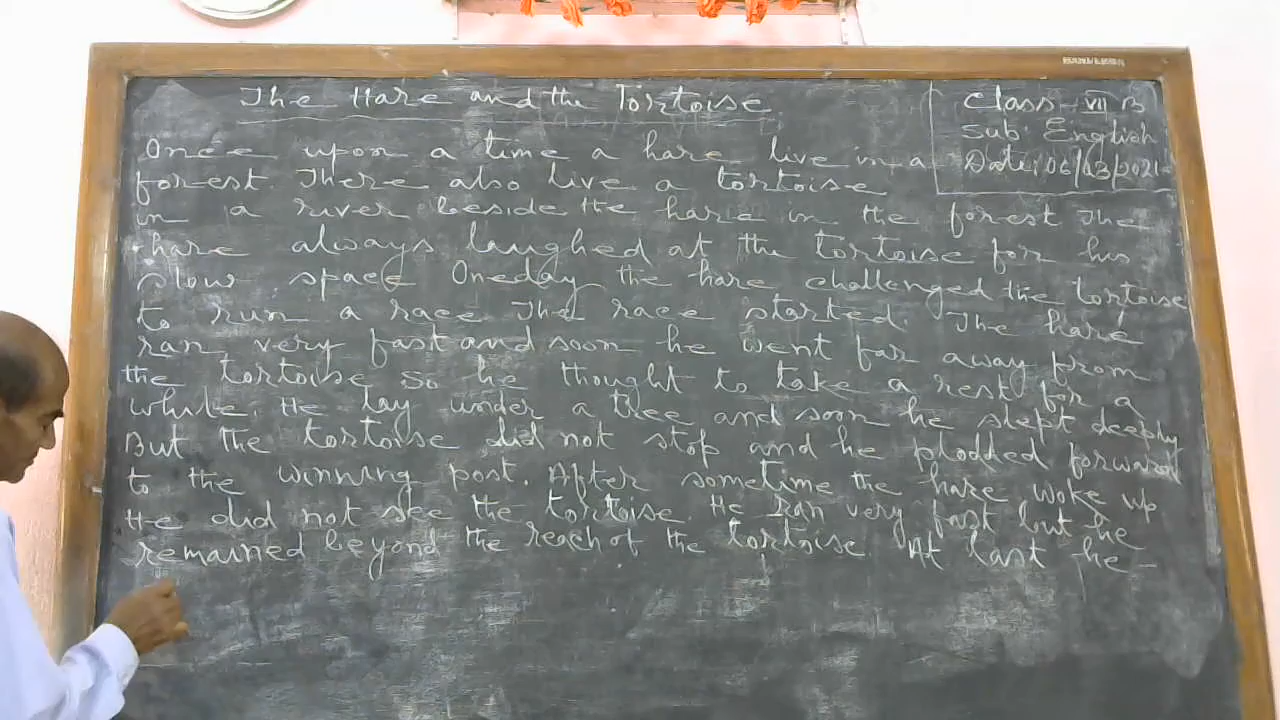 The Hare and the Tortoise
Class - VII B
Sub: English
Date: 06/03/2021
Once upon a time a hare live in a
forest. There also live a tortoise
in a river beside the hare in the forest The
hare always laughed at the tortoise for his
slow space Oneday the hare challenged the tortoise
to run a race. The race started. The hare
ran very fast and soon he went far away from
the tortoise So he thought to take a rest for a
while. He lay under a tree and soon he slept deeply
But the tortoise did not stop and he plodded forward
to the winning post. After sometime the hare woke up
He did not see the tortoise. He ran very fast but he
remained beyond the reach of the tortoise. At last he